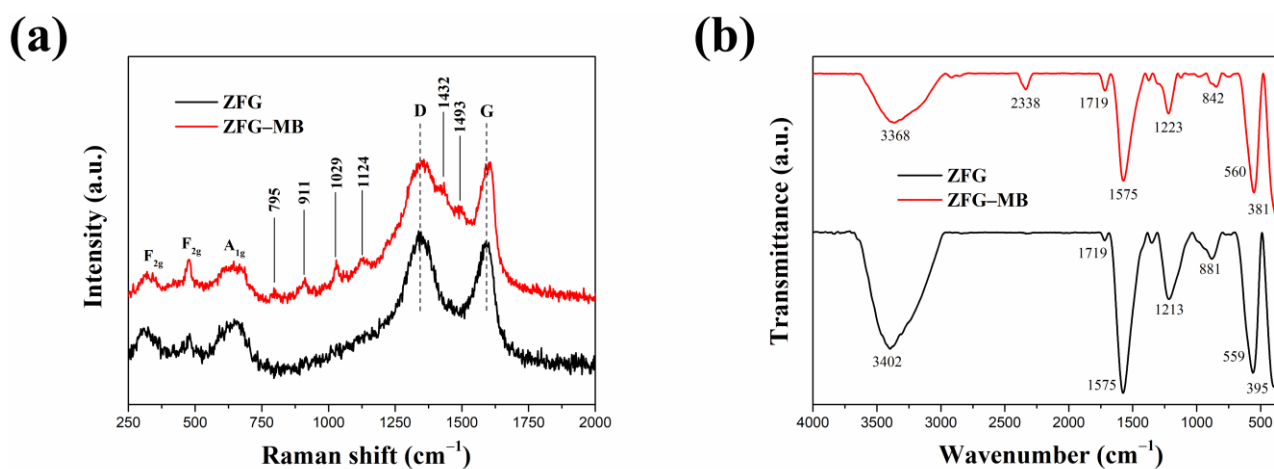 (a)
ZFG
ZFG–MB
F2g
F2g
A1g
795
911
1029
1124
D
1432
1493
G
Intensity (a.u.)
250 500 750 1000 1250 1500 1750 2000
Raman shift (cm⁻¹)
(b)
3368
2338
1719
1575
1223
842
560
381
ZFG
ZFG–MB
3402
1719
1575
1213
881
559
395
Transmittance (a.u.)
4000 3500 3000 2500 2000 1500 1000 500
Wavenumber (cm⁻¹)